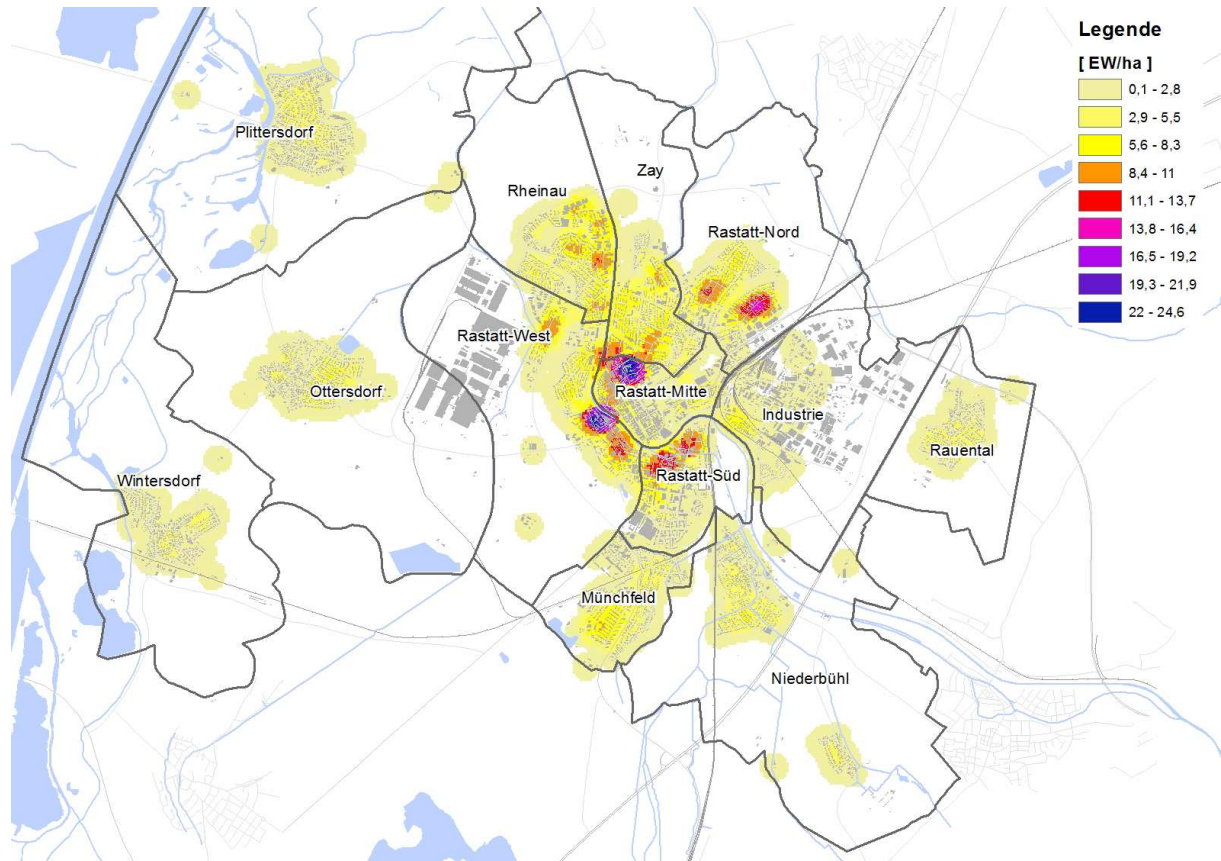 Legende
[ EW/ha ]
0,1 - 2,8
2,9 - 5,5
5,6 - 8,3
8,4 - 11
11,1 - 13,7
13,8 - 16,4
16,5 - 19,2
19,3 - 21,9
22 - 24,6
Plittersdorf
Zay
Rheinau
Rastatt-Nord
Rastatt-West
Ottersdorf
Rastatt-Mitte
Industrie
Rauental
Rastatt-Süd
Wintersdorf
Münchfeld
Niederbühl